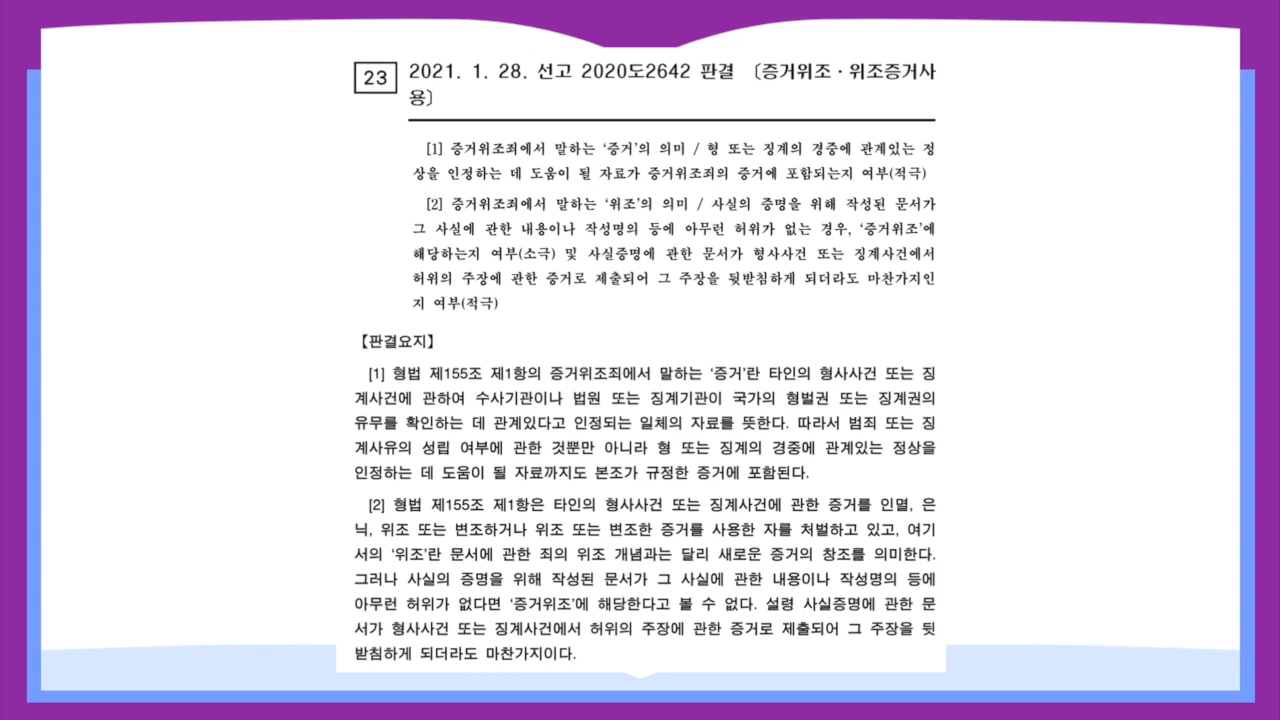 23
2021. 1. 28. 선고 2020도2642 판결 〔증거위조·위조증거사
용〕
[1] 증거위조죄에서 말하는 ‘증거’의 의미 / 형 또는 징계의 경중에 관계있는 정
상을 인정하는 데 도움이 될 자료가 증거위조죄의 증거에 포함되는지 여부(적극)
[2] 증거위조죄에서 말하는 ‘위조’의 의미 / 사실의 증명을 위해 작성된 문서가
그 사실에 관한 내용이나 작성명의 등에 아무런 허위가 없는 경우, ‘증거위조’에
해당하는지 여부(소극) 및 사실증명에 관한 문서가 형사사건 또는 징계사건에서
허위의 주장에 관한 증거로 제출되어 그 주장을 뒷받침하게 되더라도 마찬가지인
지 여부(적극)
【판결요지】
[1] 형법 제155조 제1항의 증거위조죄에서 말하는 ‘증거’란 타인의 형사사건 또는 징
계사건에 관하여 수사기관이나 법원 또는 징계기관이 국가의 형벌권 또는 징계권의
유무를 확인하는 데 관계있다고 인정되는 일체의 자료를 뜻한다. 따라서 범죄 또는 징
계사유의 성립 여부에 관한 것뿐만 아니라 형 또는 징계의 경중에 관계있는 정상을
인정하는 데 도움이 될 자료까지도 본조가 규정한 증거에 포함된다.
[2] 형법 제155조 제1항은 타인의 형사사건 또는 징계사건에 관한 증거를 인멸, 은
닉, 위조 또는 변조하거나 위조 또는 변조한 증거를 사용한 자를 처벌하고 있고, 여기
서의 ‘위조’란 문서에 관한 죄의 위조 개념과는 달리 새로운 증거의 창조를 의미한다.
그러나 사실의 증명을 위해 작성된 문서가 그 사실에 관한 내용이나 작성명의 등에
아무런 허위가 없다면 ‘증거위조’에 해당한다고 볼 수 없다. 설령 사실증명에 관한 문
서가 형사사건 또는 징계사건에서 허위의 주장에 관한 증거로 제출되어 그 주장을 뒷
받침하게 되더라도 마찬가지이다.